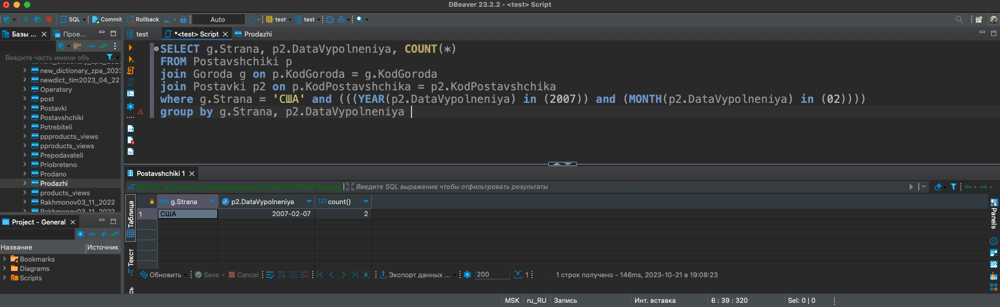 DBeaver 23.2.2 - <test> Script
SQL Commit Rollback Auto test test
Базы ... Прое...
Введите часть имени объ
new_dictionary_zpa_2023
newdict_tim2023_04_22
Operatory
post
Postavki
Postavshchiki
Potrebiteli
ppproducts_views
pproducts_views
Prepodavateli
Priobreteno
Prodano
Prodazhi
products_views
Rakhmonov03_11_2022
Rakhmonov03_11_2022
Project - General
Название Источник
Bookmarks
Diagrams
Scripts
test *<test> Script Prodazhi
SELECT g.Strana, p2.DataVypolneniya, COUNT(*)
FROM Postavshchiki p
join Goroda g on p.KodGoroda = g.KodGoroda
join Postavki p2 on p.KodPostavshchika = p2.KodPostavshchika
where g.Strana = 'США' and (((YEAR(p2.DataVypolneniya) in (2007)) and (MONTH(p2.DataVypolneniya) in (02))))
group by g.Strana, p2.DataVypolneniya
Postavshchiki 1
SELECT g.Strana, p2.DataVypolneniya, COUNT(*) FROM Postavs Введите SQL выражение чтобы отфильтровать результаты
Таблица
Текст
ABC g.Strana p2.DataVypolneniya 123 count()
1 США 2007-02-07 2
Panels
Обновить Save Cancel Экспорт данных ... 200 1 1 строк получено - 146ms, 2023-10-21 в 19:08:23
MSK ru_RU Запись Инт. вставка 6 : 39 : 320 Sel: 0 | 0